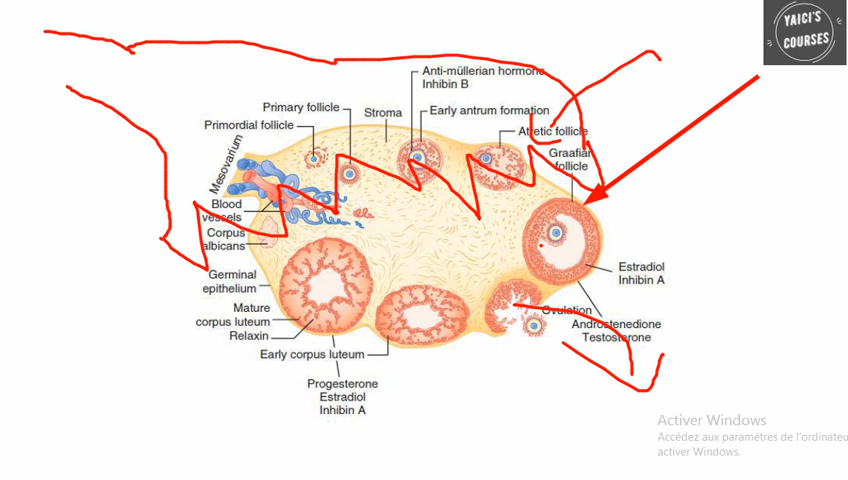 YAICI'S
COURSES
Anti-müllerian hormone
Inhibin B
Primary follicle
Stroma
Early antrum formation
Primordial follicle
Atretic follicle
Graafian
follicle
Mesovarium
Blood
vessels
Corpus
albicans
Estradiol
Inhibin A
Germinal
epithelium
Ovulation
Mature
corpus luteum
Relaxin
Androstenedione
Testosterone
Early corpus luteum
Progesterone
Estradiol
Inhibin A
Activer Windows
Accédez aux paramètres de l'ordinateu
activer Windows.